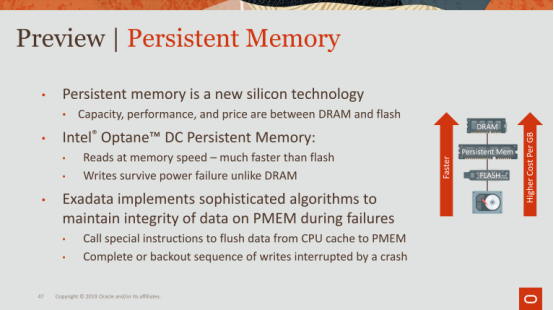 Preview | Persistent Memory
• Persistent memory is a new silicon technology
• Capacity, performance, and price are between DRAM and flash
• Intel® Optane™ DC Persistent Memory:
• Reads at memory speed – much faster than flash
• Writes survive power failure unlike DRAM
• Exadata implements sophisticated algorithms to
maintain integrity of data on PMEM during failures
• Call special instructions to flush data from CPU cache to PMEM
• Complete or backout sequence of writes interrupted by a crash
Faster
DRAM
Persistent Mem
FLASH
Higher Cost Per GB
47 Copyright © 2019 Oracle and/or its affiliates.